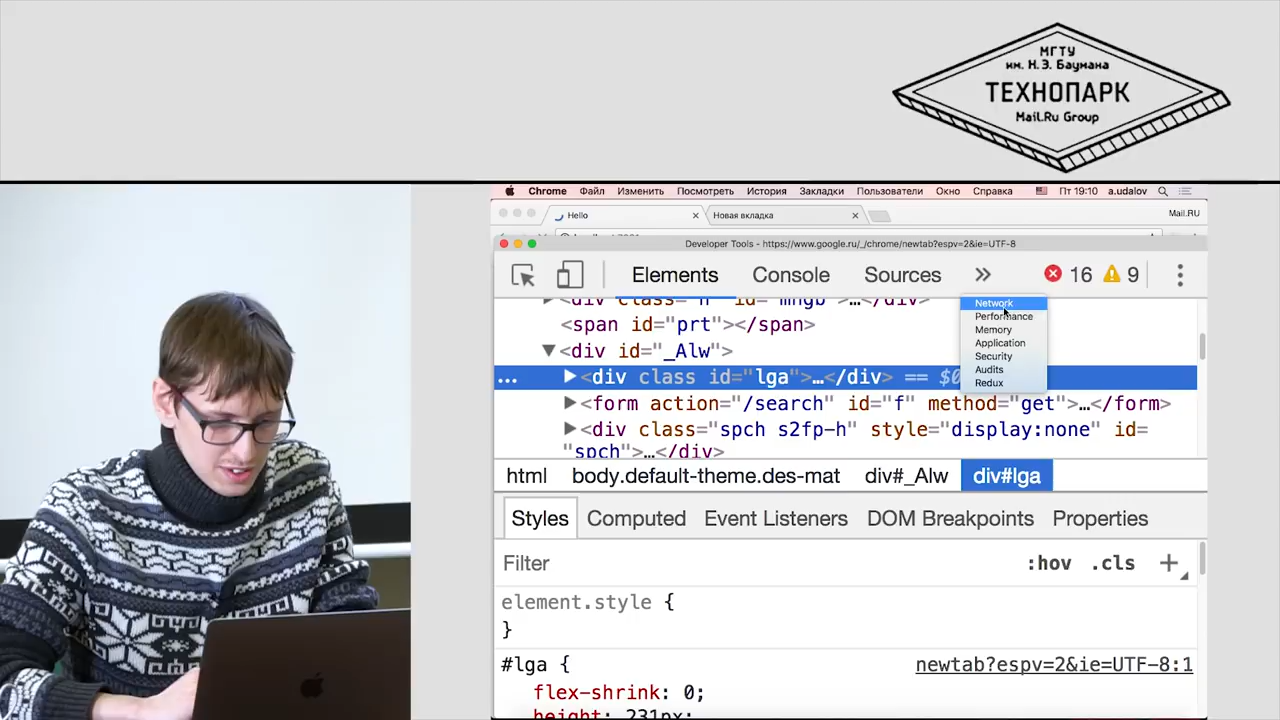 МГТУ
им. Н.Э. Баумана
ТЕХНОПАРК
Mail.Ru Group
Chrome Файл Изменить Посмотреть История Закладки Пользователи Окно Справка Пт 19:10 a.udalov
Hello Новая вкладка Mail.RU
Developer Tools - https://www.google.ru/_/chrome/newtab?espv=2&ie=UTF-8
Elements Console Sources » 16 9
<span id="prt"></span>
Network
Performance
Memory
Application
Security
Audits
Redux
▼<div id="_Alw">
... ▶<div class id="lga">…</div> == $0
▶<form action="/search" id="f" method="get">…</form>
▶<div class="spch s2fp-h" style="display:none" id=
"spch">…</div>
html body.default-theme.des-mat div#_Alw div#lga
Styles Computed Event Listeners DOM Breakpoints Properties
Filter :hov .cls +
element.style {
}
#lga { newtab?espv=2&ie=UTF-8:1
flex-shrink: 0;
height: 231px;